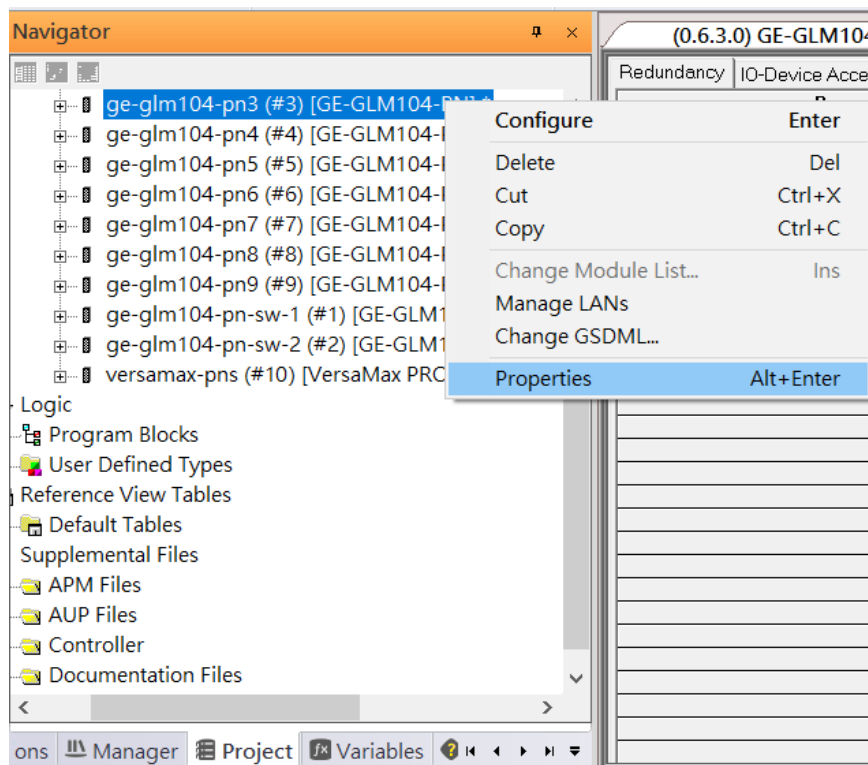 Navigator
(0.6.3.0) GE-GLM104
Redundancy
IO-Device Acce
ge-glm104-pn3 (#3) [GE-GLM104-PN] *
ge-glm104-pn4 (#4) [GE-GLM104-
ge-glm104-pn5 (#5) [GE-GLM104-
ge-glm104-pn6 (#6) [GE-GLM104-
ge-glm104-pn7 (#7) [GE-GLM104-
ge-glm104-pn8 (#8) [GE-GLM104-
ge-glm104-pn9 (#9) [GE-GLM104-
ge-glm104-pn-sw-1 (#1) [GE-GLM1
ge-glm104-pn-sw-2 (#2) [GE-GLM1
versamax-pns (#10) [VersaMax PRO
Logic
Program Blocks
User Defined Types
Reference View Tables
Default Tables
Supplemental Files
APM Files
AUP Files
Controller
Documentation Files
Configure Enter
Delete Del
Cut Ctrl+X
Copy Ctrl+C
Change Module List... Ins
Manage LANs
Change GSDML...
Properties Alt+Enter
ons
Manager
Project
Variables